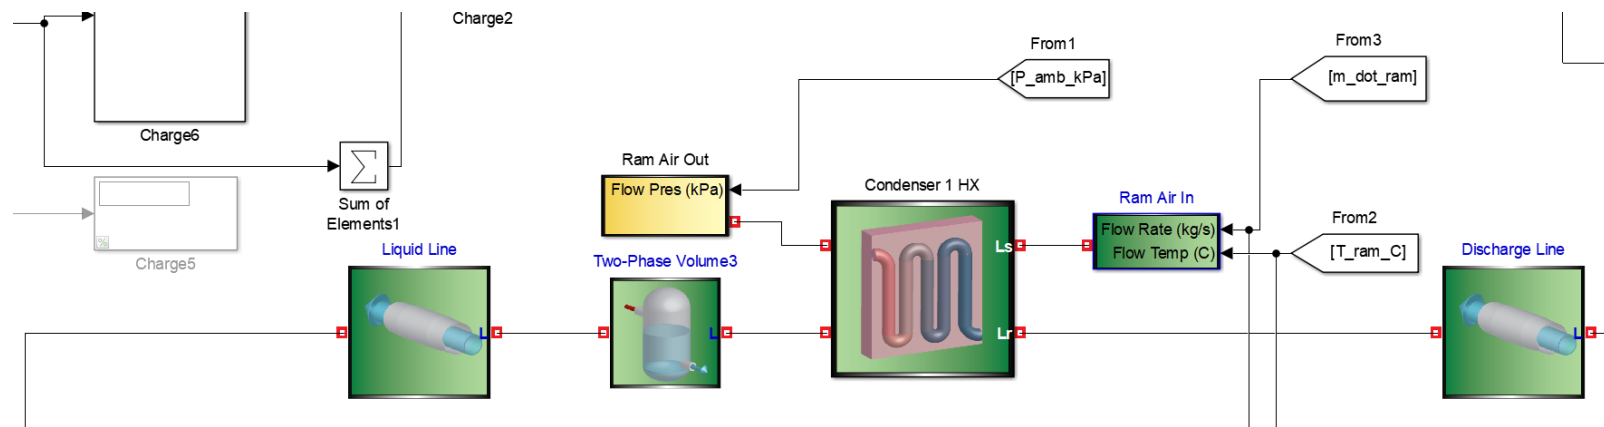 Charge2
From1
From3
[P_amb_kPa]
[m_dot_ram]
Charge6
Ram Air Out
Flow Pres (kPa)
Condenser 1 HX
Ram Air In
Sum of
Elements1
Flow Rate (kg/s)
Flow Temp (C)
From2
[T_ram_C]
Ls
Charge5
%
Liquid Line
Two-Phase Volume3
Discharge Line
L
L
Lr
L